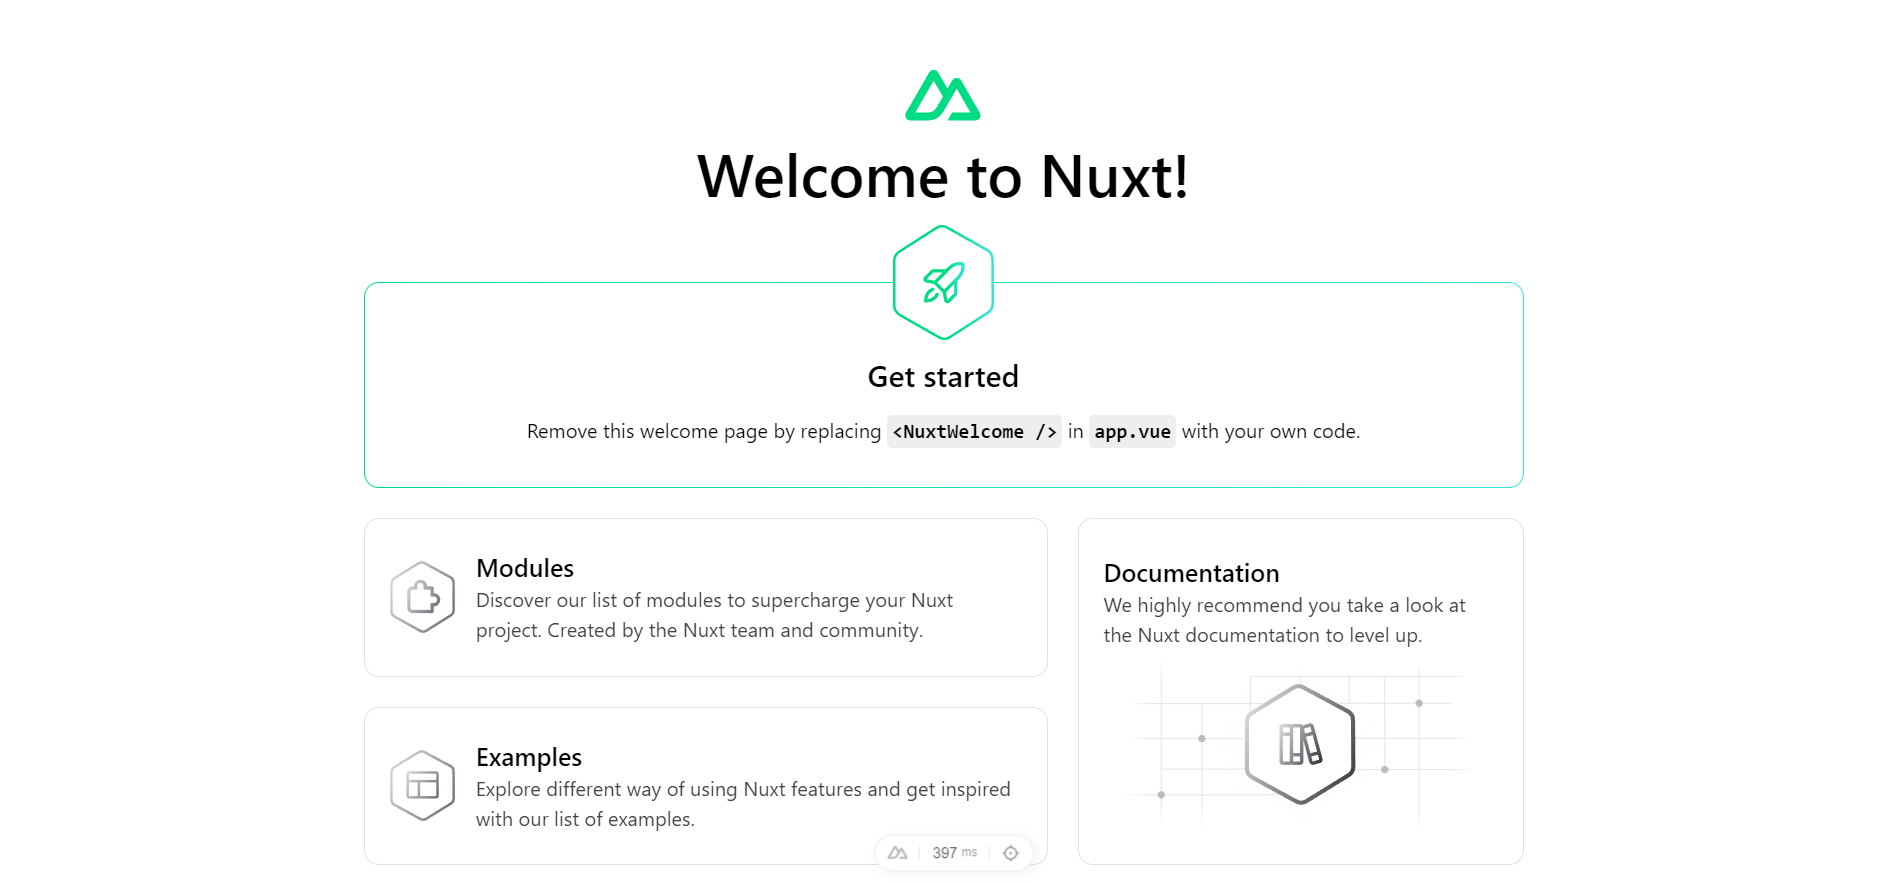 Welcome to Nuxt!
Get started
Remove this welcome page by replacing <NuxtWelcome /> in app.vue with your own code.
Modules
Discover our list of modules to supercharge your Nuxt
project. Created by the Nuxt team and community.
Documentation
We highly recommend you take a look at
the Nuxt documentation to level up.
Examples
Explore different way of using Nuxt features and get inspired
with our list of examples.
397 ms